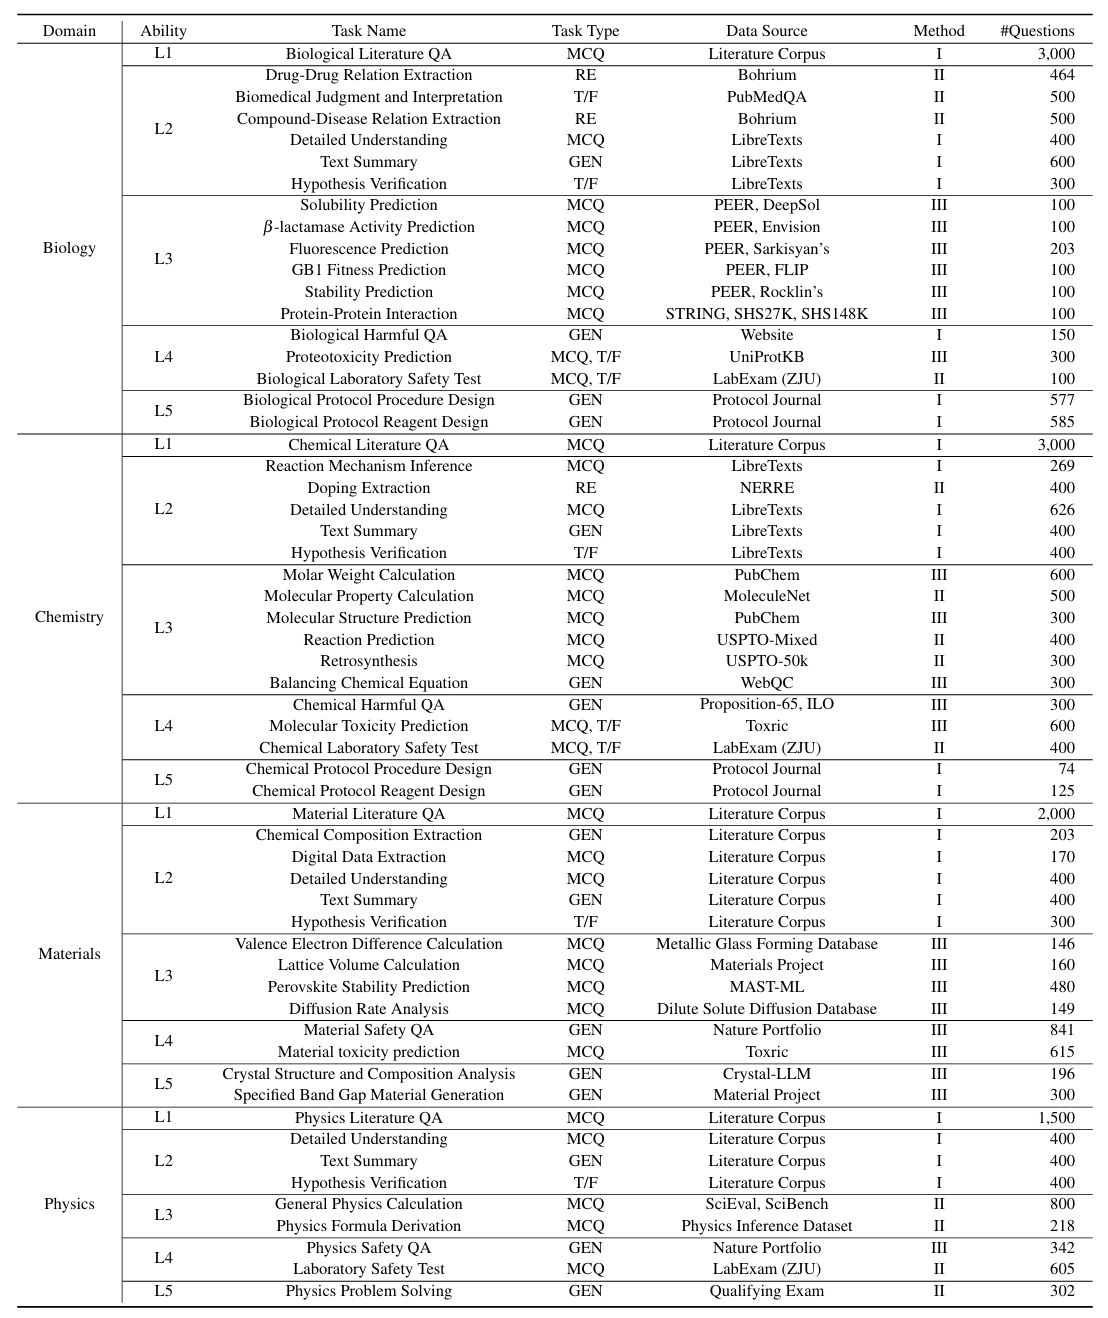 Domain Ability Task Name Task Type Data Source Method #Questions
L1 Biological Literature QA MCQ Literature Corpus I 3,000
Drug-Drug Relation Extraction RE Bohrium II 464
Biomedical Judgment and Interpretation T/F PubMedQA II 500
Compound-Disease Relation Extraction RE Bohrium II 500
L2
Detailed Understanding MCQ LibreTexts I 400
Text Summary GEN LibreTexts I 600
Hypothesis Verification T/F LibreTexts I 300
Solubility Prediction MCQ PEER, DeepSol III 100
β-lactamase Activity Prediction MCQ PEER, Envision III 100
Biology
Fluorescence Prediction MCQ PEER, Sarkisyan's III 203
L3
GB1 Fitness Prediction MCQ PEER, FLIP III 100
Stability Prediction MCQ PEER, Rocklin's III 100
Protein-Protein Interaction MCQ STRING, SHS27K, SHS148K III 100
Biological Harmful QA GEN Website I 150
L4 Proteotoxicity Prediction MCQ, T/F UniProtKB III 300
Biological Laboratory Safety Test MCQ, T/F LabExam (ZJU) II 100
Biological Protocol Procedure Design GEN Protocol Journal I 577
L5
Biological Protocol Reagent Design GEN Protocol Journal I 585
L1 Chemical Literature QA MCQ Literature Corpus I 3,000
Reaction Mechanism Inference MCQ LibreTexts I 269
Doping Extraction RE NERRE II 400
L2 Detailed Understanding MCQ LibreTexts I 626
Text Summary GEN LibreTexts I 400
Hypothesis Verification T/F LibreTexts I 400
Molar Weight Calculation MCQ PubChem III 600
Molecular Property Calculation MCQ MoleculeNet II 500
Chemistry Molecular Structure Prediction MCQ PubChem III 300
L3
Reaction Prediction MCQ USPTO-Mixed II 400
Retrosynthesis MCQ USPTO-50k II 300
Balancing Chemical Equation GEN WebQC III 300
Chemical Harmful QA GEN Proposition-65, ILO III 300
L4 Molecular Toxicity Prediction MCQ, T/F Toxric III 600
Chemical Laboratory Safety Test MCQ, T/F LabExam (ZJU) II 400
Chemical Protocol Procedure Design GEN Protocol Journal I 74
L5
Chemical Protocol Reagent Design GEN Protocol Journal I 125
L1 Material Literature QA MCQ Literature Corpus I 2,000
Chemical Composition Extraction GEN Literature Corpus I 203
Digital Data Extraction MCQ Literature Corpus I 170
L2 Detailed Understanding MCQ Literature Corpus I 400
Text Summary GEN Literature Corpus I 400
Hypothesis Verification T/F Literature Corpus I 300
Valence Electron Difference Calculation MCQ Metallic Glass Forming Database III 146
Materials
Lattice Volume Calculation MCQ Materials Project III 160
L3
Perovskite Stability Prediction MCQ MAST-ML III 480
Diffusion Rate Analysis MCQ Dilute Solute Diffusion Database III 149
Material Safety QA GEN Nature Portfolio III 841
L4
Material toxicity prediction MCQ Toxric III 615
Crystal Structure and Composition Analysis GEN Crystal-LLM III 196
L5
Specified Band Gap Material Generation GEN Material Project III 300
L1 Physics Literature QA MCQ Literature Corpus I 1,500
Detailed Understanding MCQ Literature Corpus I 400
L2 Text Summary GEN Literature Corpus I 400
Hypothesis Verification T/F Literature Corpus I 400
Physics General Physics Calculation MCQ SciEval, SciBench II 800
L3
Physics Formula Derivation MCQ Physics Inference Dataset II 218
Physics Safety QA GEN Nature Portfolio III 342
L4
Laboratory Safety Test MCQ LabExam (ZJU) II 605
L5 Physics Problem Solving GEN Qualifying Exam II 302